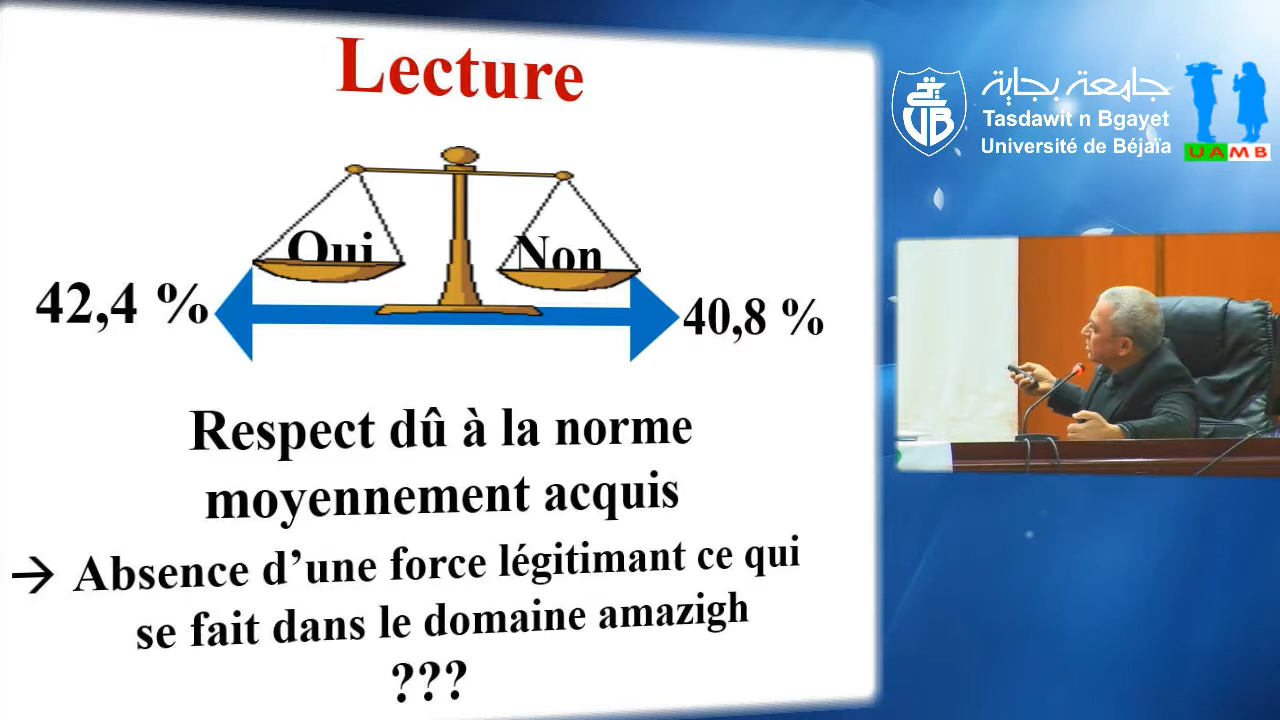 Lecture
Oui
Non
42,4 %
40,8 %
Respect dû à la norme
moyennement acquis
→ Absence d’une force légitimant ce qui
se fait dans le domaine amazigh
???
UB
جامعة بجاية
Tasdawit n Bgayet
Université de Béjaïa
UAMB